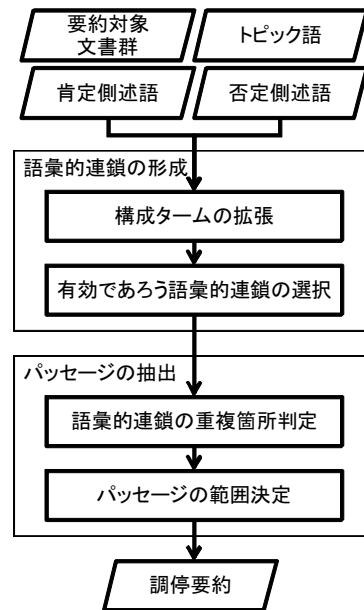 要約対象
文書群
トピック語
肯定側述語
否定側述語
語彙的連鎖の形成
構成タームの拡張
有効であろう語彙的連鎖の選択
パッセージの抽出
語彙的連鎖の重複箇所判定
パッセージの範囲決定
調停要約